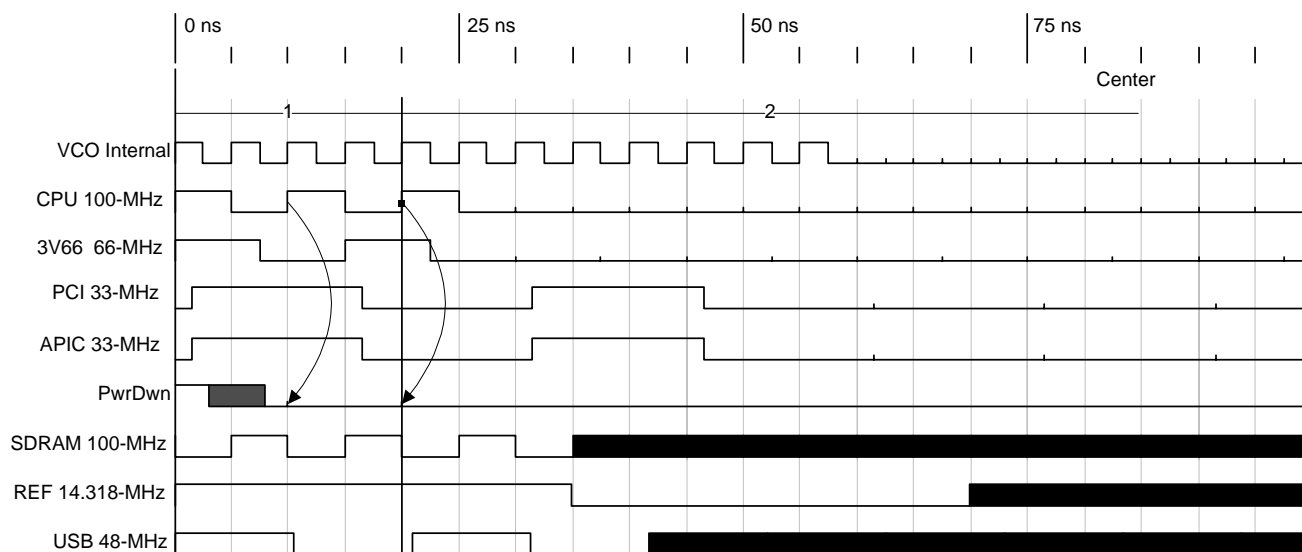 0 ns 25 ns 50 ns 75 ns
Center
1 2
VCO Internal
CPU 100-MHz
3V66 66-MHz
PCI 33-MHz
APIC 33-MHz
PwrDwn
SDRAM 100-MHz
REF 14.318-MHz
USB 48-MHz